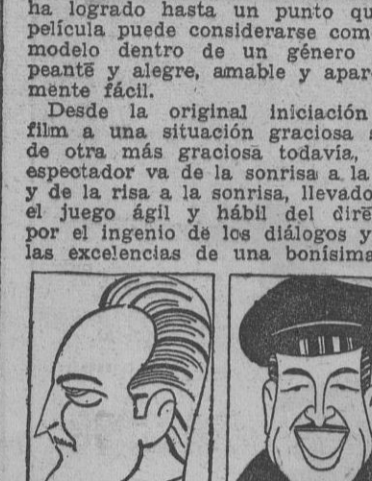 ha logrado hasta un punto qu
película puede considerarse com
modelo dentro de un género
peante y alegre, amable y apar
mente fácil.
Desde la original iniciación
film a una situación graciosa s
de otra más graciosa todavía,
espectador va de la sonrisa a la
y de la risa a la sonrisa, llevado
el juego ágil y hábil del dire
por el ingenio de los diálogos y
las excelencias de una bonísima